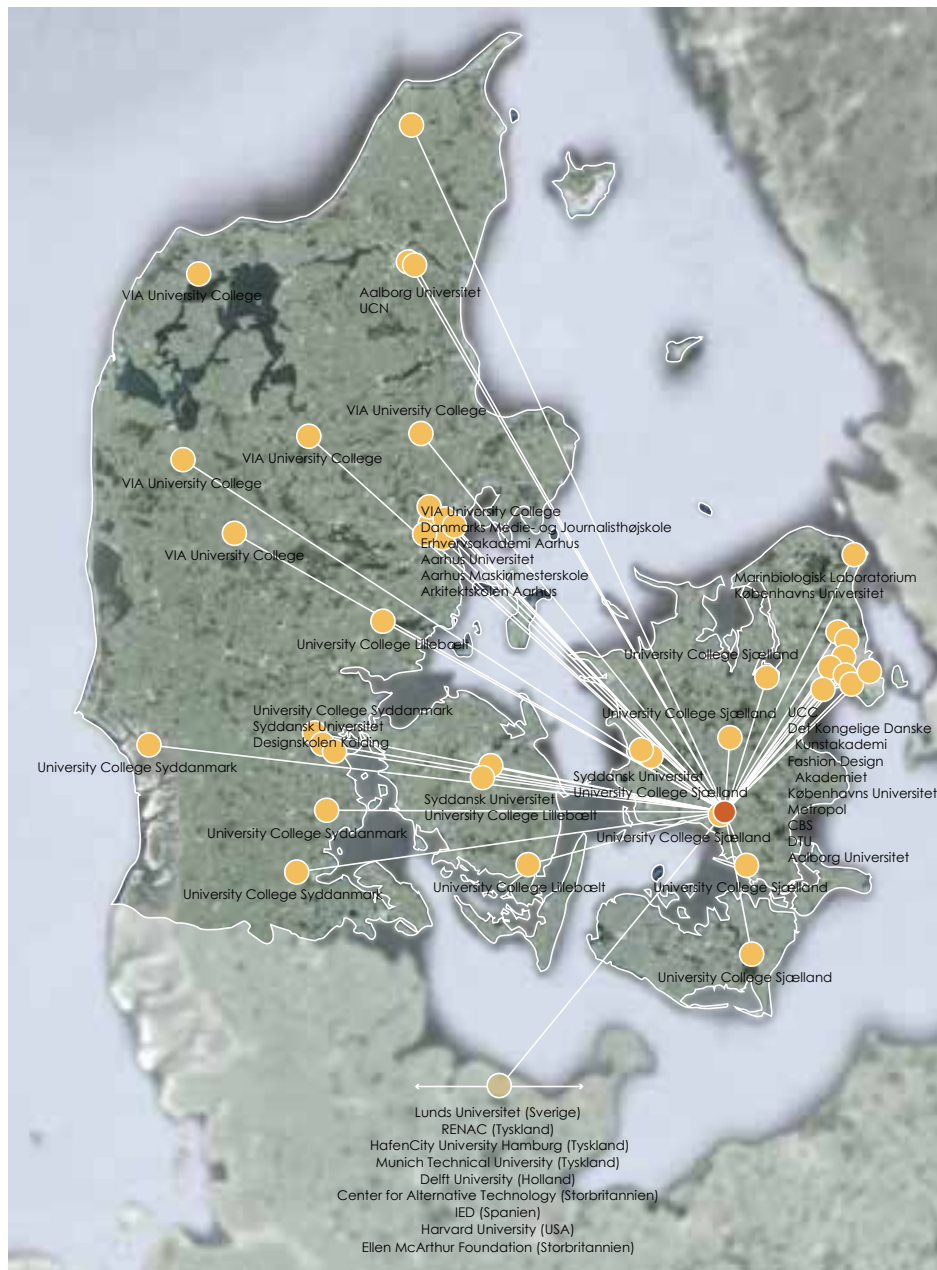 VIA University College
Aalborg Universitet
UCN
VIA University College
VIA University College
VIA University College
VIA University College
Danmarks Medie- og Journalisthøjskole
Erhvervsakademi Aarhus
Aarhus Universitet
Aarhus Maskinmesterskole
Arkitektskolen Aarhus
VIA University College
Marinbiologisk Laboratorium
Københavns Universitet
University College Lillebælt
University College Sjælland
University College Syddanmark
Syddansk Universitet
Designskolen Kolding
University College Sjælland
UCC
Det Kongelige Danske
Kunstakademi
Fashion Design
Akademiet
Københavns Universitet
Metropol
CBS
DTU
Aalborg Universitet
University College Syddanmark
Syddansk Universitet
University College Sjælland
Syddansk Universitet
University College Lillebælt
University College Syddanmark
University College Sjælland
University College Syddanmark
University College Lillebælt
University College Sjælland
University College Sjælland
Lunds Universitet (Sverige)
RENAC (Tyskland)
HafenCity University Hamburg (Tyskland)
Munich Technical University (Tyskland)
Delft University (Holland)
Center for Alternative Technology (Storbritannien)
IED (Spanien)
Harvard University (USA)
Ellen McArthur Foundation (Storbritannien)